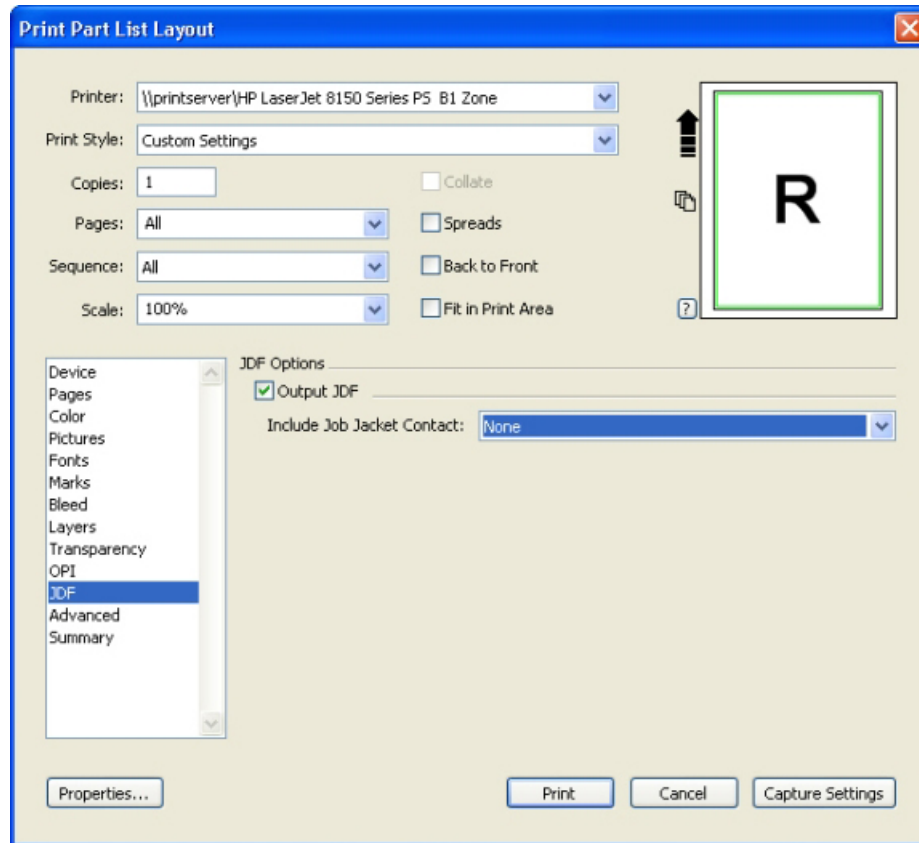 Print Part List Layout
Printer: \\printserver\HP LaserJet 8150 Series PS B1 Zone
Print Style: Custom Settings
Copies: 1 Collate
Pages: All Spreads
Sequence: All Back to Front
Scale: 100% Fit in Print Area ?
R
Device
Pages
Color
Pictures
Fonts
Marks
Bleed
Layers
Transparency
OPI
JDF
Advanced
Summary
JDF Options
Output JDF
Include Job Jacket Contact: None
Properties... Print Cancel Capture Settings